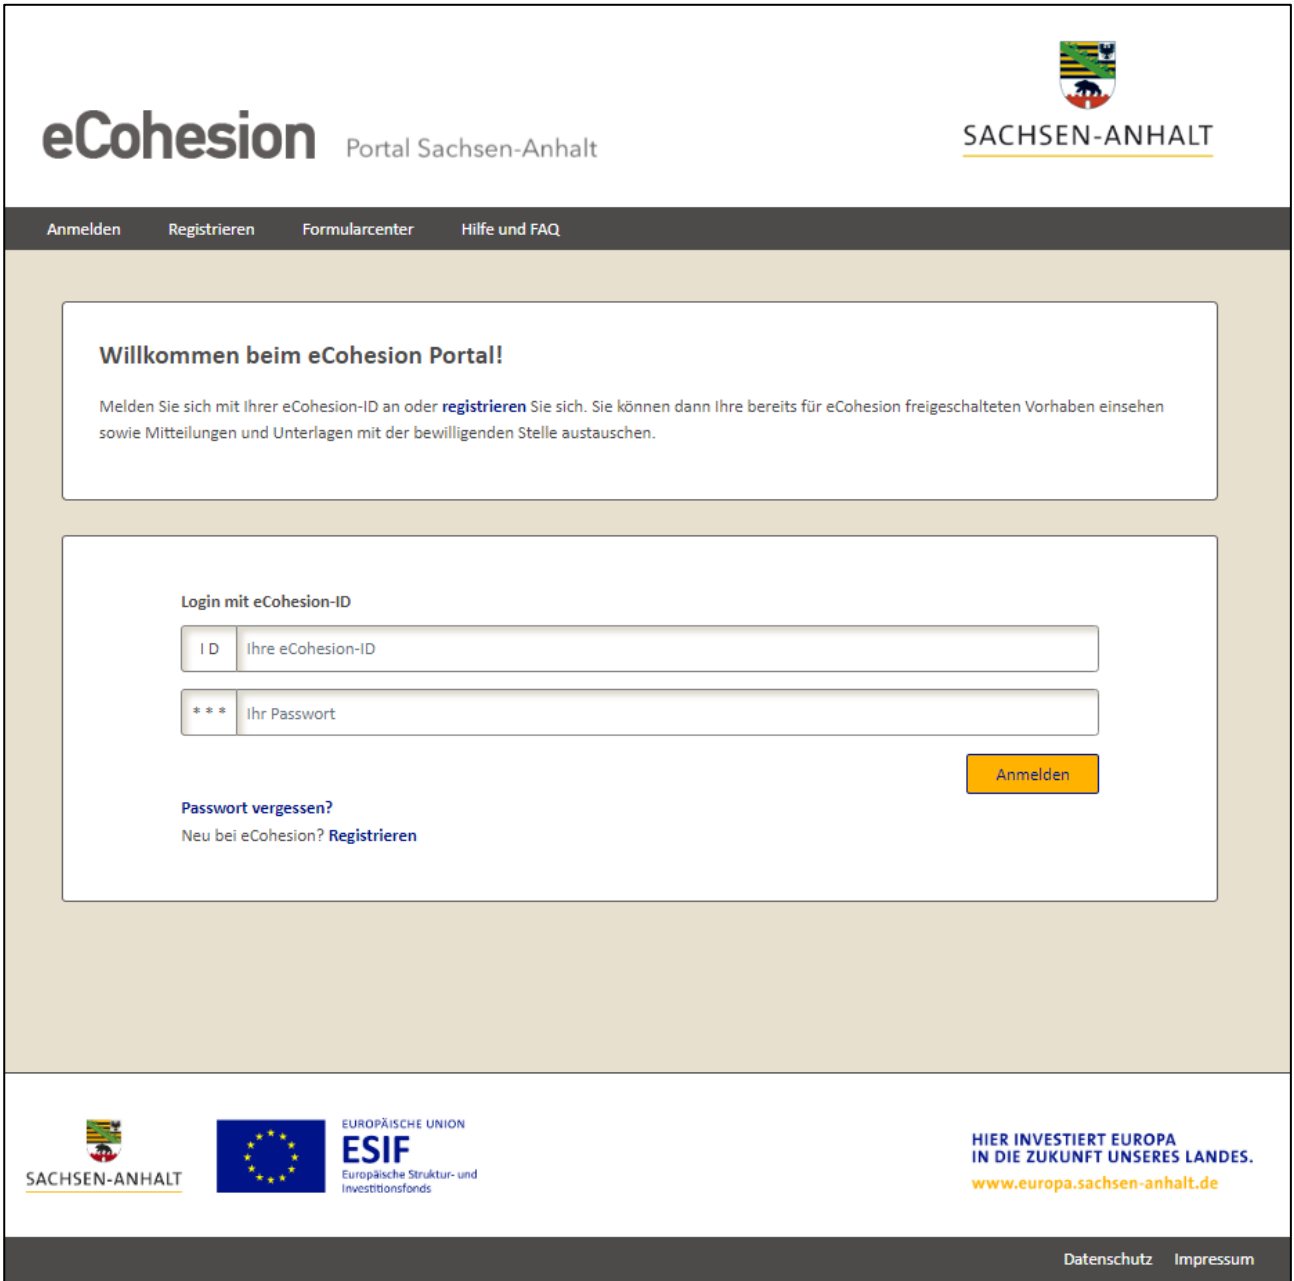 eCohesion Portal Sachsen-Anhalt
SACHSEN-ANHALT
Anmelden Registrieren Formularcenter Hilfe und FAQ
Willkommen beim eCohesion Portal!
Melden Sie sich mit Ihrer eCohesion-ID an oder registrieren Sie sich. Sie können dann Ihre bereits für eCohesion freigeschalteten Vorhaben einsehen
sowie Mitteilungen und Unterlagen mit der bewilligenden Stelle austauschen.
Login mit eCohesion-ID
ID Ihre eCohesion-ID
*** Ihr Passwort
Anmelden
Passwort vergessen?
Neu bei eCohesion? Registrieren
SACHSEN-ANHALT
EUROPÄISCHE UNION
ESIF
Europäische Struktur- und
Investitionsfonds
HIER INVESTIERT EUROPA
IN DIE ZUKUNFT UNSERES LANDES.
www.europa.sachsen-anhalt.de
Datenschutz Impressum